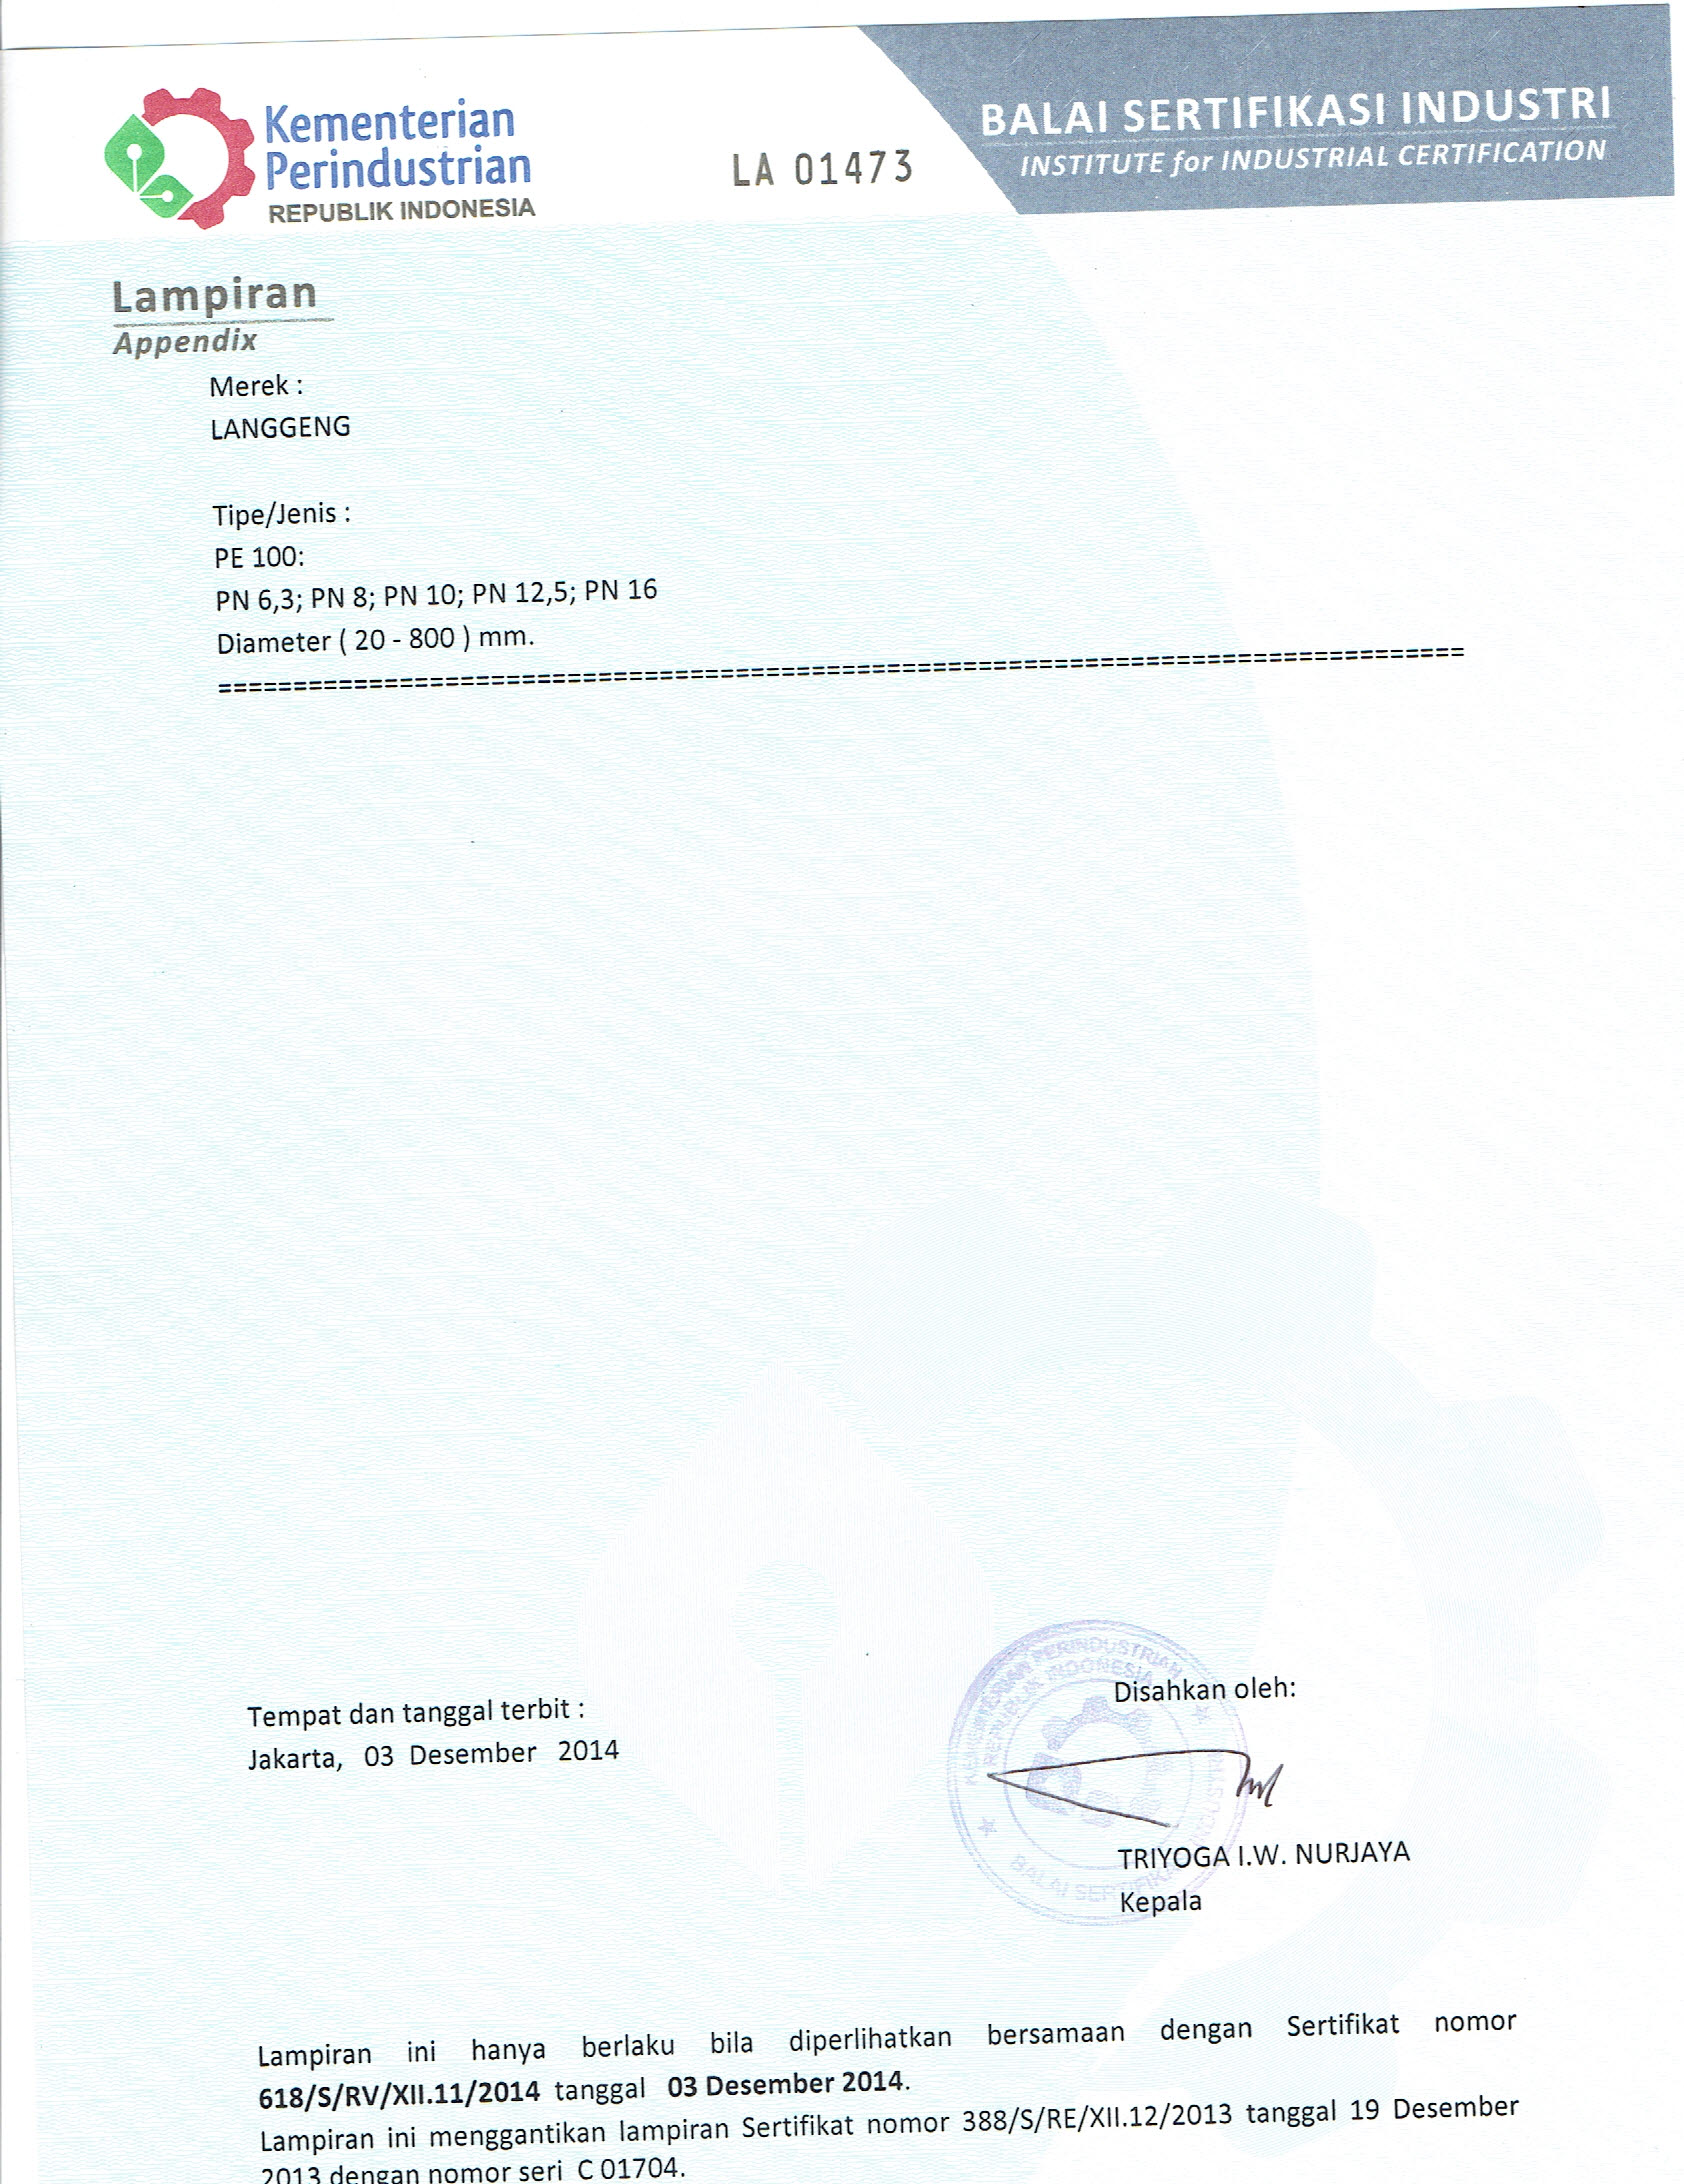 Kementerian
Perindustrian
REPUBLIK INDONESIA
LA 01473
BALAI SERTIFIKASI INDUSTRI
INSTITUTE for INDUSTRIAL CERTIFICATION
Lampiran
Appendix
Merek :
LANGGENG
Tipe/Jenis :
PE 100:
PN 6,3; PN 8; PN 10; PN 12,5; PN 16
Diameter ( 20 - 800 ) mm.
===================================================================================
Tempat dan tanggal terbit :
Jakarta, 03 Desember 2014
Disahkan oleh:
KEMENTERIAN PERINDUSTRIAN
REPUBLIK INDONESIA
BALAI SERTIFIKASI INDUSTRI
TRIYOGA I.W. NURJAYA
Kepala
Lampiran ini hanya berlaku bila diperlihatkan bersamaan dengan Sertifikat nomor
618/S/RV/XII.11/2014 tanggal 03 Desember 2014.
Lampiran ini menggantikan lampiran Sertifikat nomor 388/S/RE/XII.12/2013 tanggal 19 Desember
2013 dengan nomor seri C 01704.